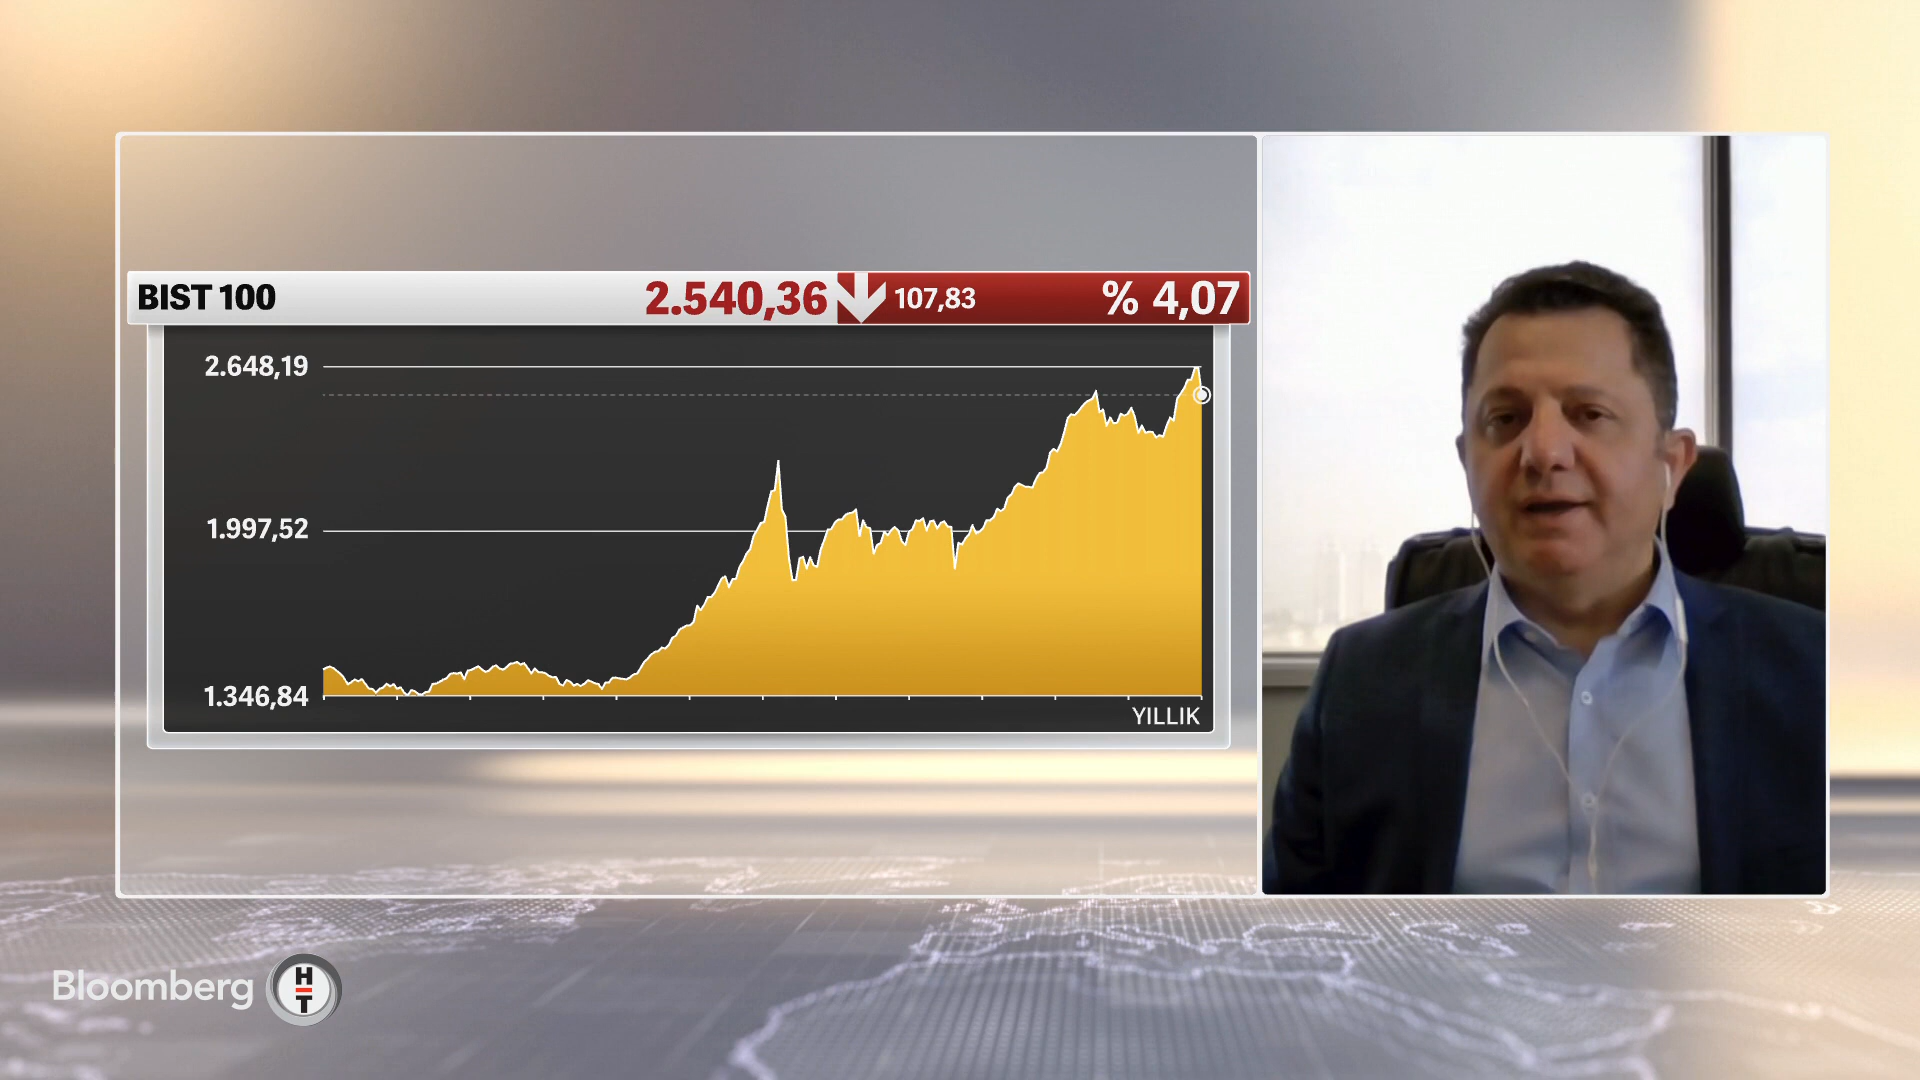 BIST 100 2.540,36 107,83 % 4,07
2.648,19
1.997,52
1.346,84
YILLIK
Bloomberg HT